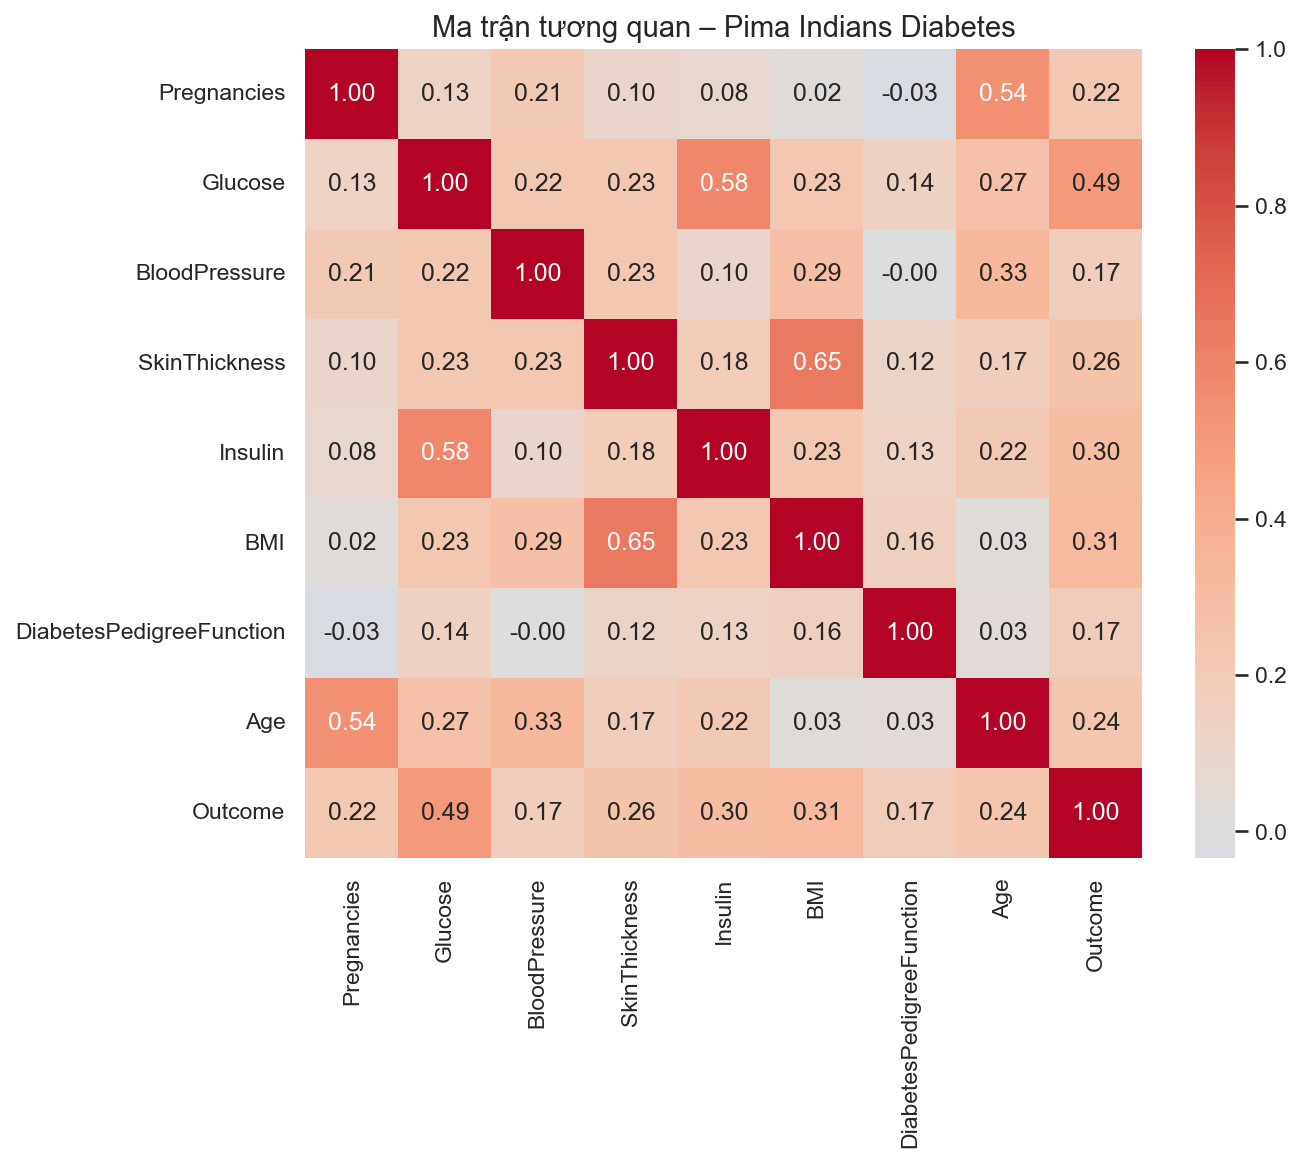 Ma trận tương quan – Pima Indians Diabetes
Pregnancies 1.00 0.13 0.21 0.10 0.08 0.02 -0.03 0.54 0.22
Glucose 0.13 1.00 0.22 0.23 0.58 0.23 0.14 0.27 0.49
BloodPressure 0.21 0.22 1.00 0.23 0.10 0.29 -0.00 0.33 0.17
SkinThickness 0.10 0.23 0.23 1.00 0.18 0.65 0.12 0.17 0.26
Insulin 0.08 0.58 0.10 0.18 1.00 0.23 0.13 0.22 0.30
BMI 0.02 0.23 0.29 0.65 0.23 1.00 0.16 0.03 0.31
DiabetesPedigreeFunction -0.03 0.14 -0.00 0.12 0.13 0.16 1.00 0.03 0.17
Age 0.54 0.27 0.33 0.17 0.22 0.03 0.03 1.00 0.24
Outcome 0.22 0.49 0.17 0.26 0.30 0.31 0.17 0.24 1.00
Pregnancies
Glucose
BloodPressure
SkinThickness
Insulin
BMI
DiabetesPedigreeFunction
Age
Outcome
1.0
0.8
0.6
0.4
0.2
0.0